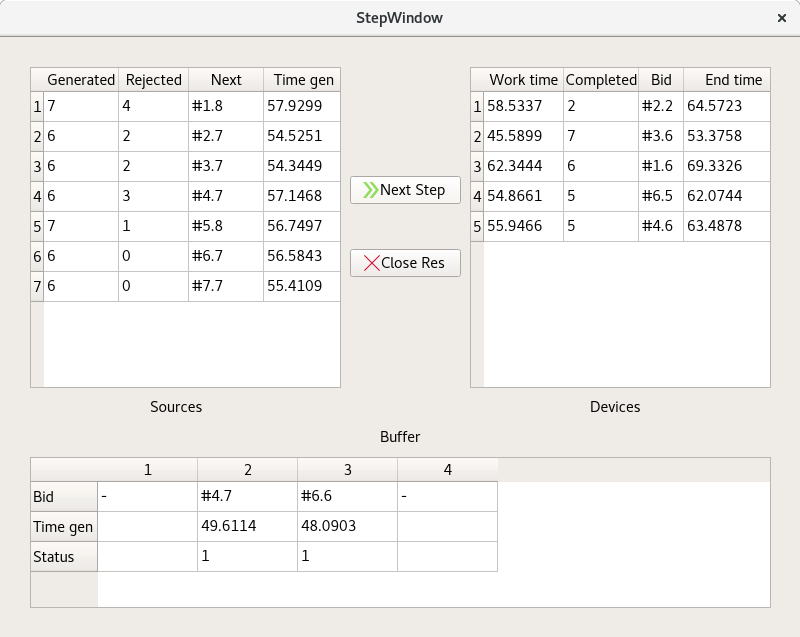 StepWindow
Generated Rejected Next Time gen
1 7 4 #1.8 57.9299
2 6 2 #2.7 54.5251
3 6 2 #3.7 54.3449
4 6 3 #4.7 57.1468
5 7 1 #5.8 56.7497
6 6 0 #6.7 56.5843
7 6 0 #7.7 55.4109
Sources
Next Step
Close Res
Work time Completed Bid End time
1 58.5337 2 #2.2 64.5723
2 45.5899 7 #3.6 53.3758
3 62.3444 6 #1.6 69.3326
4 54.8661 5 #6.5 62.0744
5 55.9466 5 #4.6 63.4878
Devices
Buffer
1 2 3 4
Bid - #4.7 #6.6 -
Time gen 49.6114 48.0903
Status 1 1